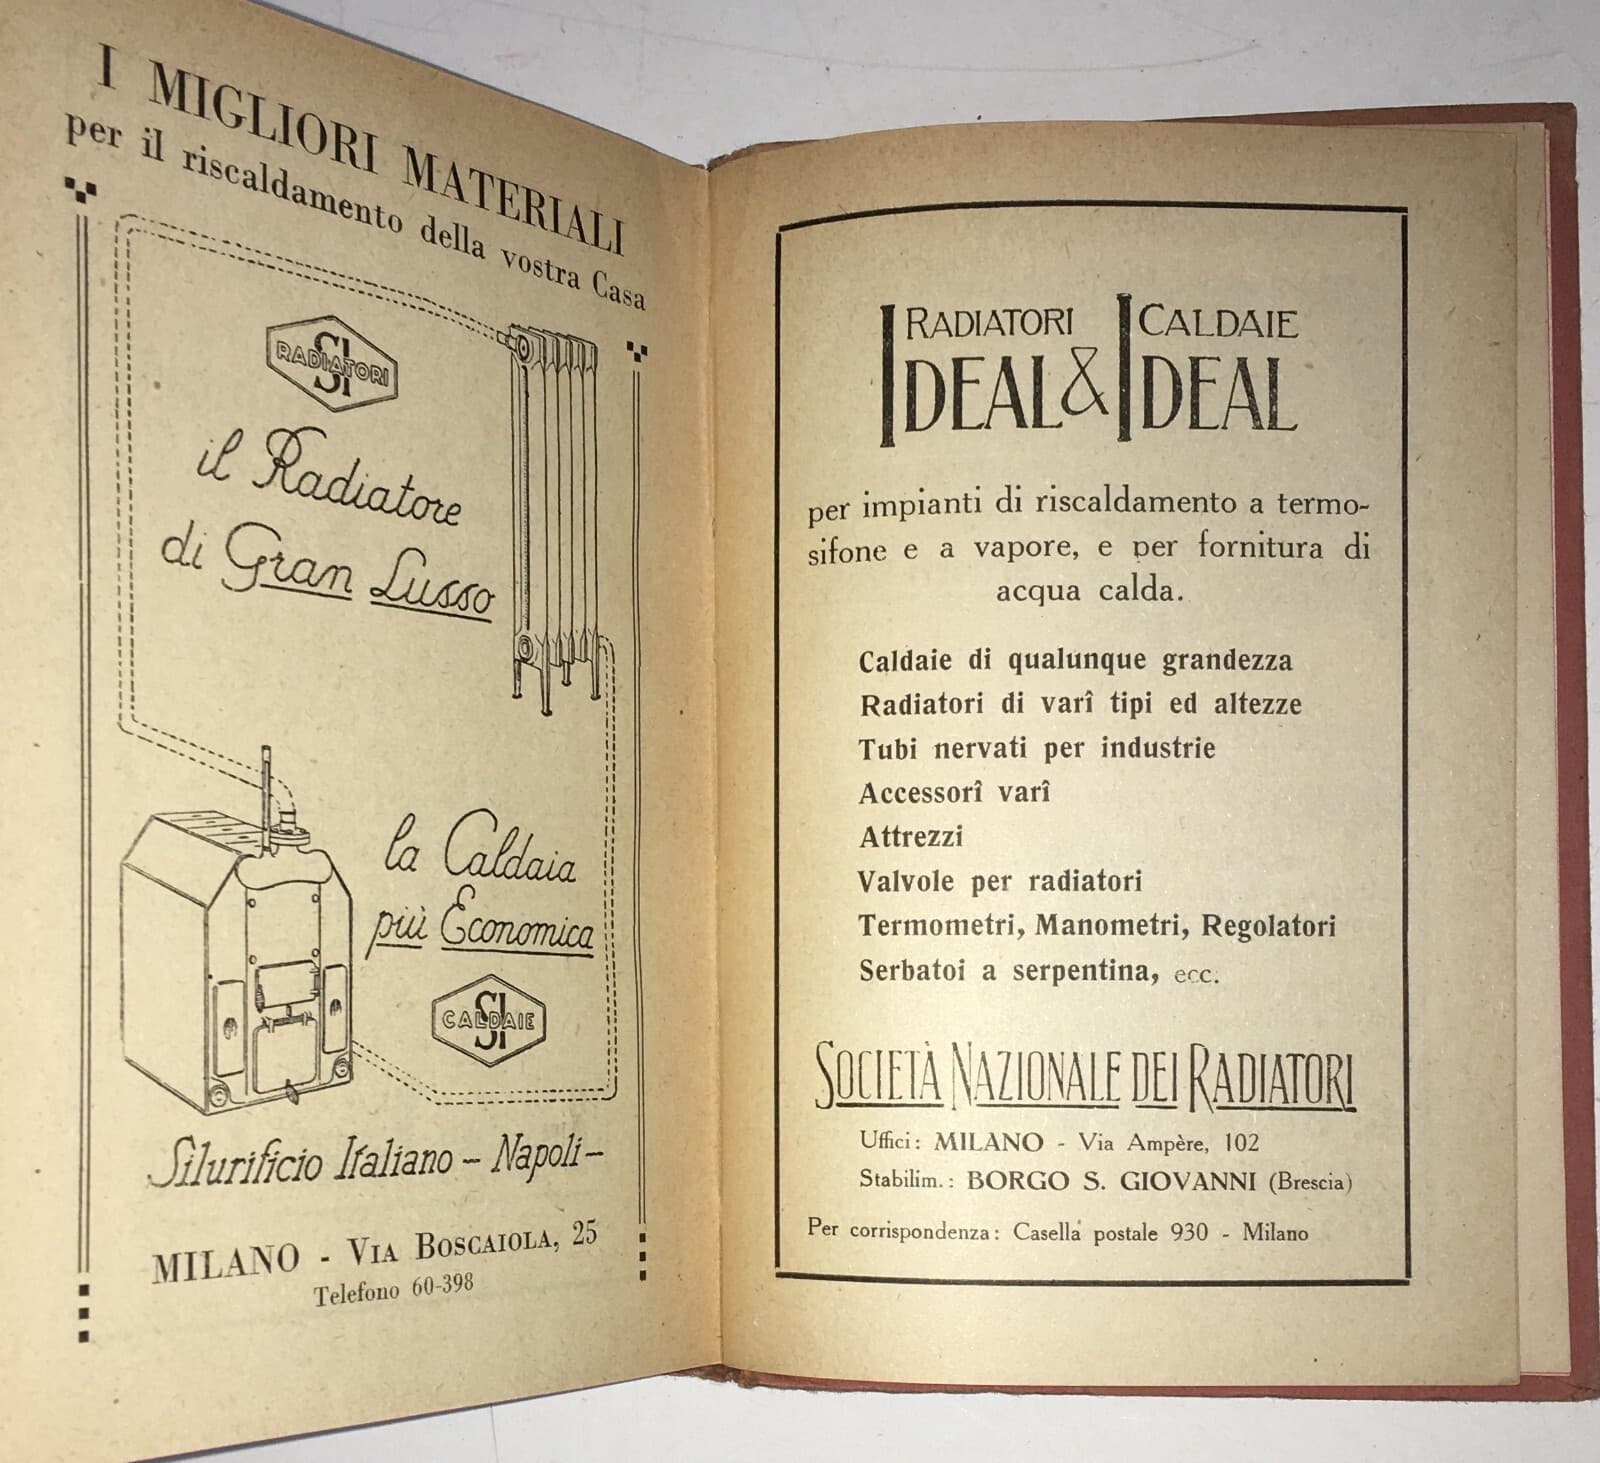 I MIGLIORI MATERIALI
per il riscaldamento della vostra Casa
SI
RADIATORI
il Radiatore
di Gran Lusso
la Caldaia
più Economica
SI
CALDAIE
Silurificio Italiano – Napoli –
MILANO - VIA BOSCAIOLA, 25
Telefono 60-398
RADIATORI CALDAIE
IDEAL & IDEAL
per impianti di riscaldamento a termo-
sifone e a vapore, e per fornitura di
acqua calda.
Caldaie di qualunque grandezza
Radiatori di varî tipi ed altezze
Tubi nervati per industrie
Accessorî varî
Attrezzi
Valvole per radiatori
Termometri, Manometri, Regolatori
Serbatoi a serpentina, ecc.
SOCIETÀ NAZIONALE DEI RADIATORI
Uffici: MILANO - Via Ampère, 102
Stabilim.: BORGO S. GIOVANNI (Brescia)
Per corrispondenza: Casella postale 930 - Milano